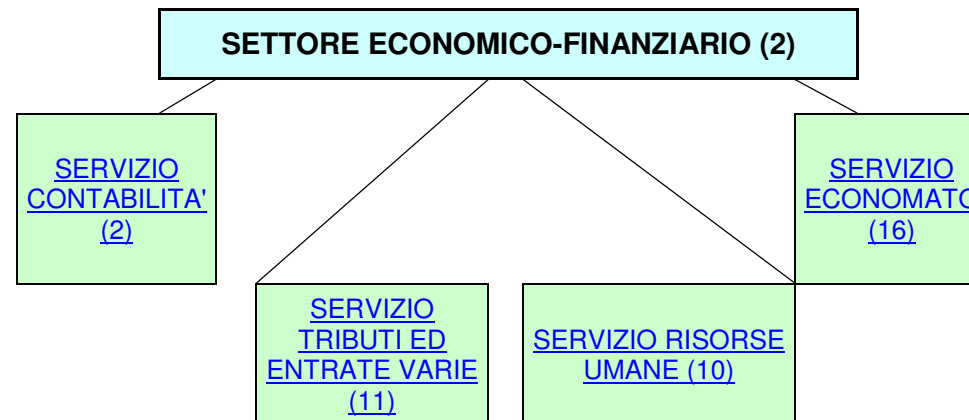 SETTORE ECONOMICO-FINANZIARIO (2)
SERVIZIO
CONTABILITA'
(2)
SERVIZIO
ECONOMATO
(16)
SERVIZIO
TRIBUTI ED
ENTRATE VARIE
(11)
SERVIZIO RISORSE
UMANE (10)